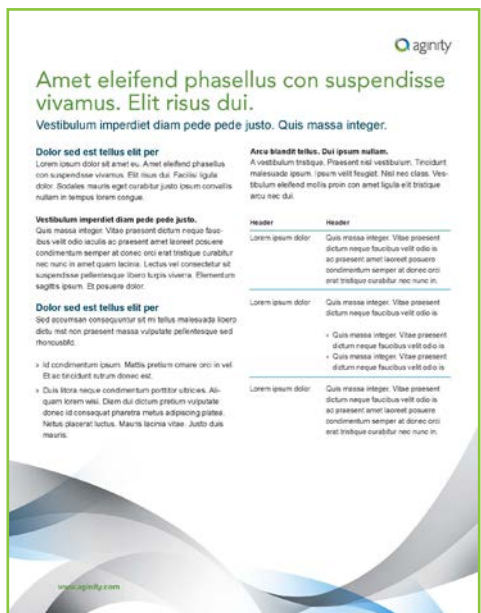 aginity
Amet eleifend phasellus con suspendisse
vivamus. Elit risus dui.
Vestibulum imperdiet diam pede pede justo. Quis massa integer.
Dolor sed est tellus elit per
Lorem ipsum dolor sit amet eu. Amet eleifend phasellus
con suspendisse vivamus. Elit risus dui. Facilisi ligula
dolor. Sodales mauris eget curabitur justo ipsum convallis
nullam in tempus lorem congue.
Vestibulum imperdiet diam pede pede justo.
Quis massa integer. Vitae praesent dictum neque fauc-
ibus velit odio iaculis ac praesent amet laoreet posuere
condimentum semper at donec orci erat tristique curabitur
nec nunc in amet quam lacinia. Lectus vel consectetur sit
suspendisse pellentesque libero turpis viverra. Elementum
sagittis ipsum. Et posuere dolor.
Dolor sed est tellus elit per
Sed accumsan consequuntur sit mi tellus malesuada libero
dictu mst non praesent massa vulputate pellentesque sed
rhoncusfd.
» Id condimentum ipsum. Mattis pretium ornare orci in vel.
Et ac tincidunt rutrum donec est.
» Duis litora neque condimentum porttitor ultricies. Ali-
quam lorem wisi. Diam dui dictum pretium vulputate
donec id consequat pharetra metus adipiscing platea.
Netus placerat luctus. Mauris lacinia vitae. Justo duis
mauris.
Arcu blandit tellus. Dui ipsum nullam.
A vestibulum tristique. Praesent nisl vestibulum. Tincidunt
malesuada ipsum. Ipsum velit feugiat. Nisl nec class. Ves-
tibulum eleifend mollis proin con amet ligula elit tristique
arcu nec dui.
Header Header
Lorem ipsum dolor Quis massa integer. Vitae praesent
dictum neque faucibus velit odio is
ac praesent amet laoreet posuere
condimentum semper at donec orci
erat tristique curabitur nec nunc in.
Lorem ipsum dolor Quis massa integer. Vitae praesent
dictum neque faucibus velit odio is
» Quis massa integer. Vitae praesent
dictum neque faucibus velit odio is
» Quis massa integer. Vitae praesent
dictum neque faucibus velit odio is
Lorem ipsum dolor Quis massa integer. Vitae praesent
dictum neque faucibus velit odio is
ac praesent amet laoreet posuere
condimentum semper at donec orci
erat tristique curabitur nec nunc in.
www.aginity.com